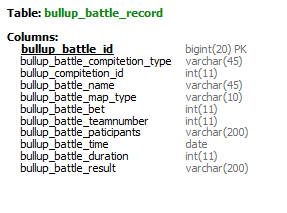 Table: bullup_battle_record
Columns:
bullup_battle_id bigint(20) PK
bullup_battle_compitetion_type varchar(45)
bullup_compitetion_id int(11)
bullup_battle_name varchar(45)
bullup_battle_map_type varchar(10)
bullup_battle_bet int(11)
bullup_battle_teamnumber int(11)
bullup_battle_paticipants varchar(200)
bullup_battle_time date
bullup_battle_duration int(11)
bullup_battle_result varchar(200)